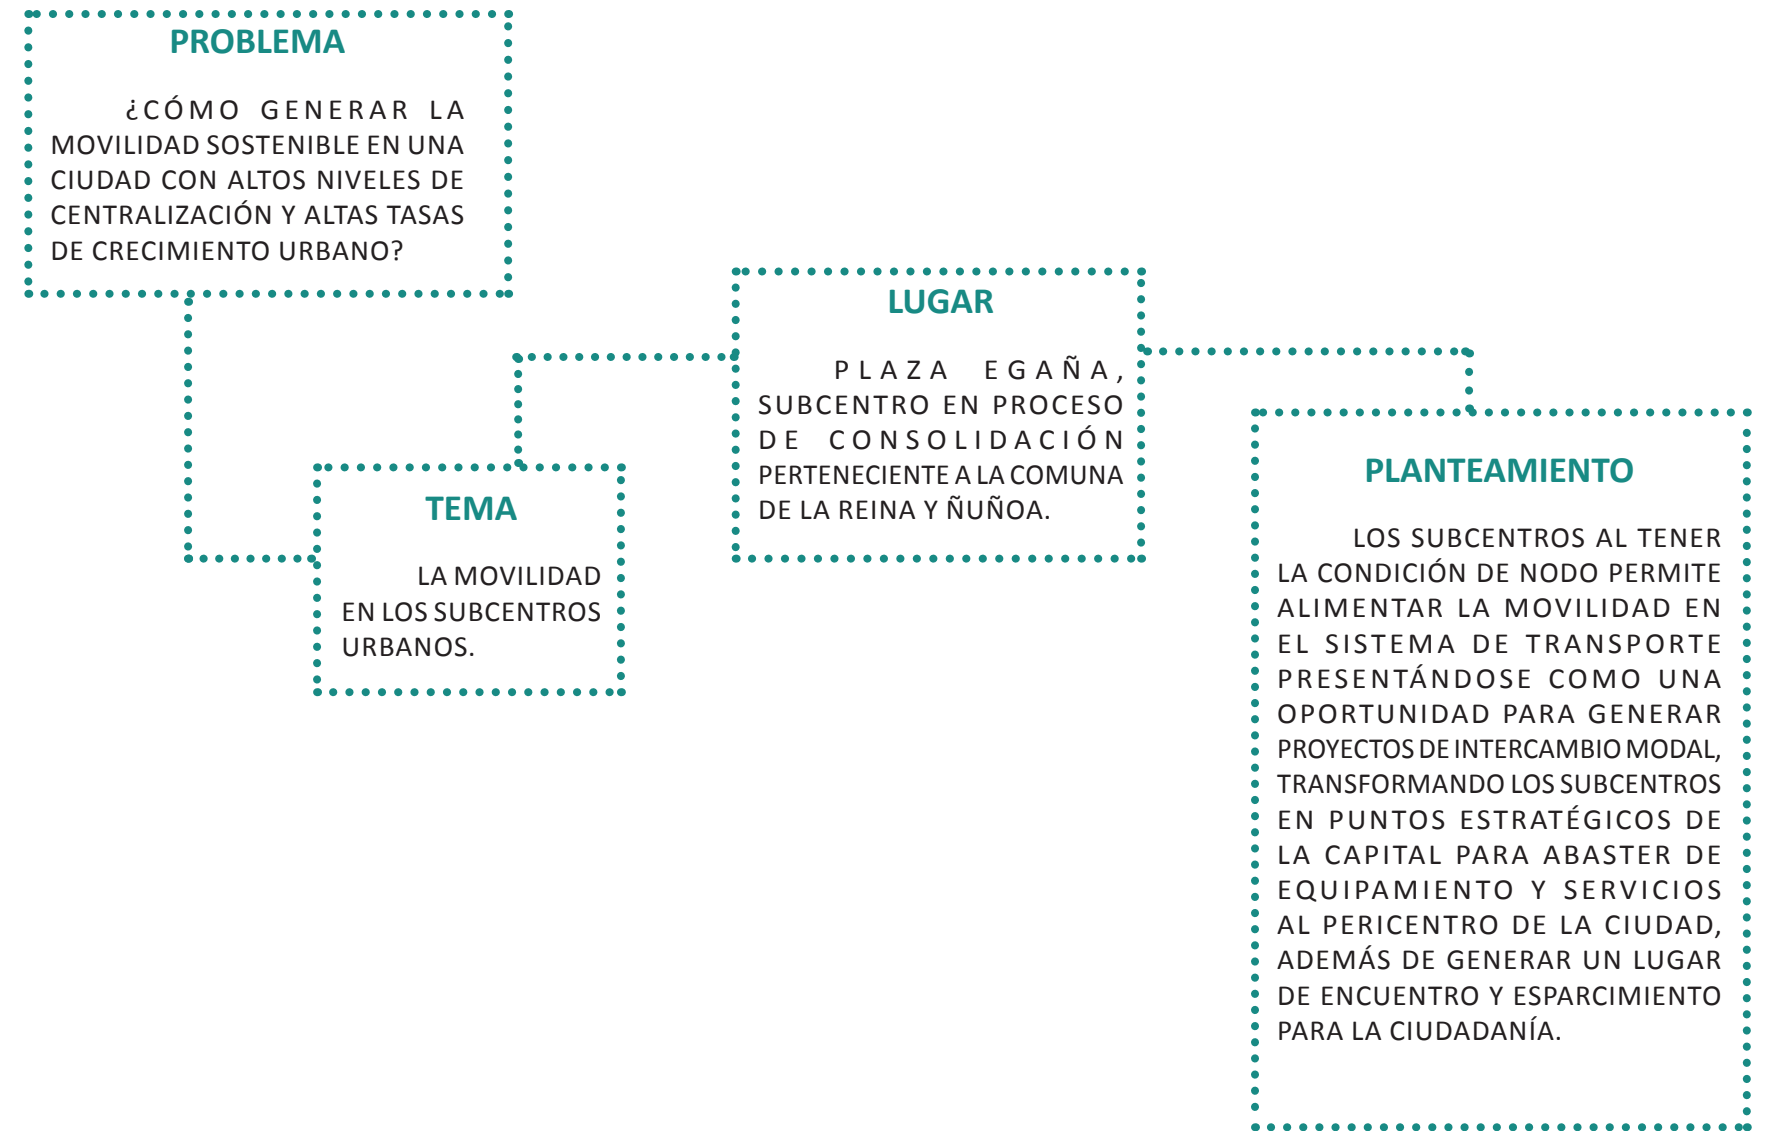 PROBLEMA
¿CÓMO GENERAR LA
MOVILIDAD SOSTENIBLE EN UNA
CIUDAD CON ALTOS NIVELES DE
CENTRALIZACIÓN Y ALTAS TASAS
DE CRECIMIENTO URBANO?
TEMA
LA MOVILIDAD
EN LOS SUBCENTROS
URBANOS.
LUGAR
PLAZA EGAÑA,
SUBCENTRO EN PROCESO
DE CONSOLIDACIÓN
PERTENECIENTE A LA COMUNA
DE LA REINA Y ÑUÑOA.
PLANTEAMIENTO
LOS SUBCENTROS AL TENER
LA CONDICIÓN DE NODO PERMITE
ALIMENTAR LA MOVILIDAD EN
EL SISTEMA DE TRANSPORTE
PRESENTÁNDOSE COMO UNA
OPORTUNIDAD PARA GENERAR
PROYECTOS DE INTERCAMBIO MODAL,
TRANSFORMANDO LOS SUBCENTROS
EN PUNTOS ESTRATÉGICOS DE
LA CAPITAL PARA ABASTER DE
EQUIPAMIENTO Y SERVICIOS
AL PERICENTRO DE LA CIUDAD,
ADEMÁS DE GENERAR UN LUGAR
DE ENCUENTRO Y ESPARCIMIENTO
PARA LA CIUDADANÍA.